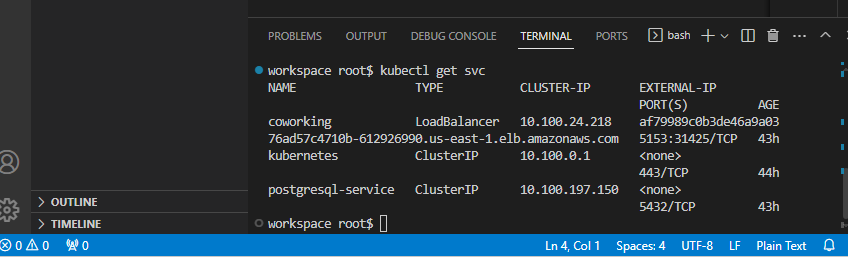 PROBLEMS OUTPUT DEBUG CONSOLE TERMINAL PORTS bash
workspace root$ kubectl get svc
NAME TYPE CLUSTER-IP EXTERNAL-IP
PORT(S) AGE
coworking LoadBalancer 10.100.24.218 af79989c0b3de46a9a03
76ad57c4710b-612926990.us-east-1.elb.amazonaws.com 5153:31425/TCP 43h
kubernetes ClusterIP 10.100.0.1 <none>
443/TCP 44h
postgresql-service ClusterIP 10.100.197.150 <none>
5432/TCP 43h
workspace root$
OUTLINE
TIMELINE
0 0 0 Ln 4, Col 1 Spaces: 4 UTF-8 LF Plain Text